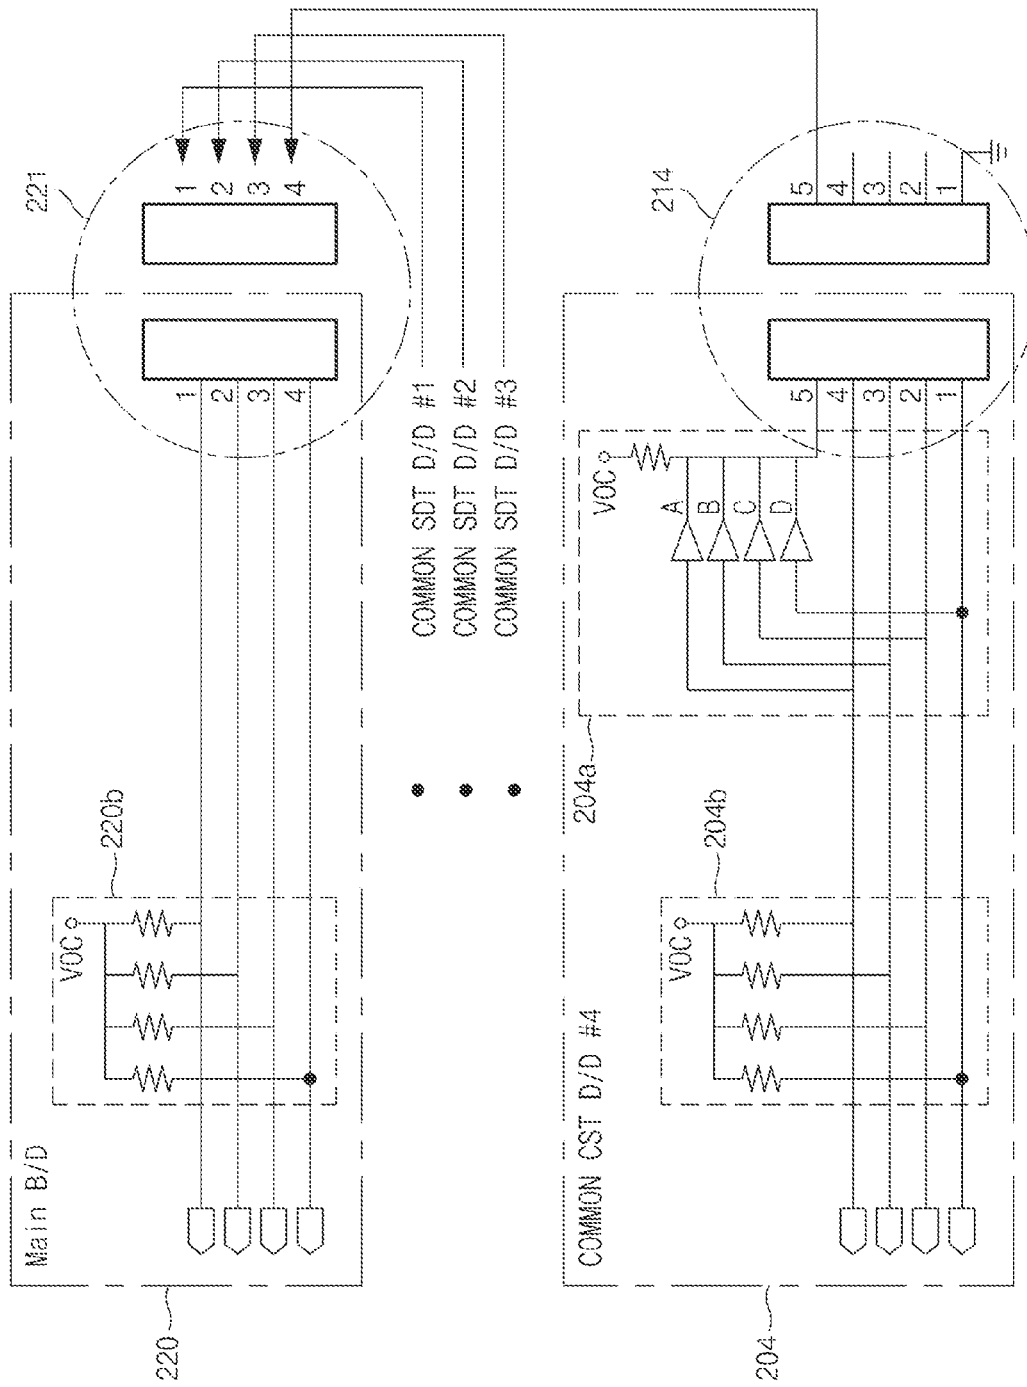 220
Main B/D
220b
VOC
1
2
3
4
221
1
2
3
4
COMMON SDT D/D #1
COMMON SDT D/D #2
COMMON SDT D/D #3
204
COMMON CST D/D #4
204b
VOC
204a
VOC
A
B
C
D
5
4
3
2
1
214
5
4
3
2
1